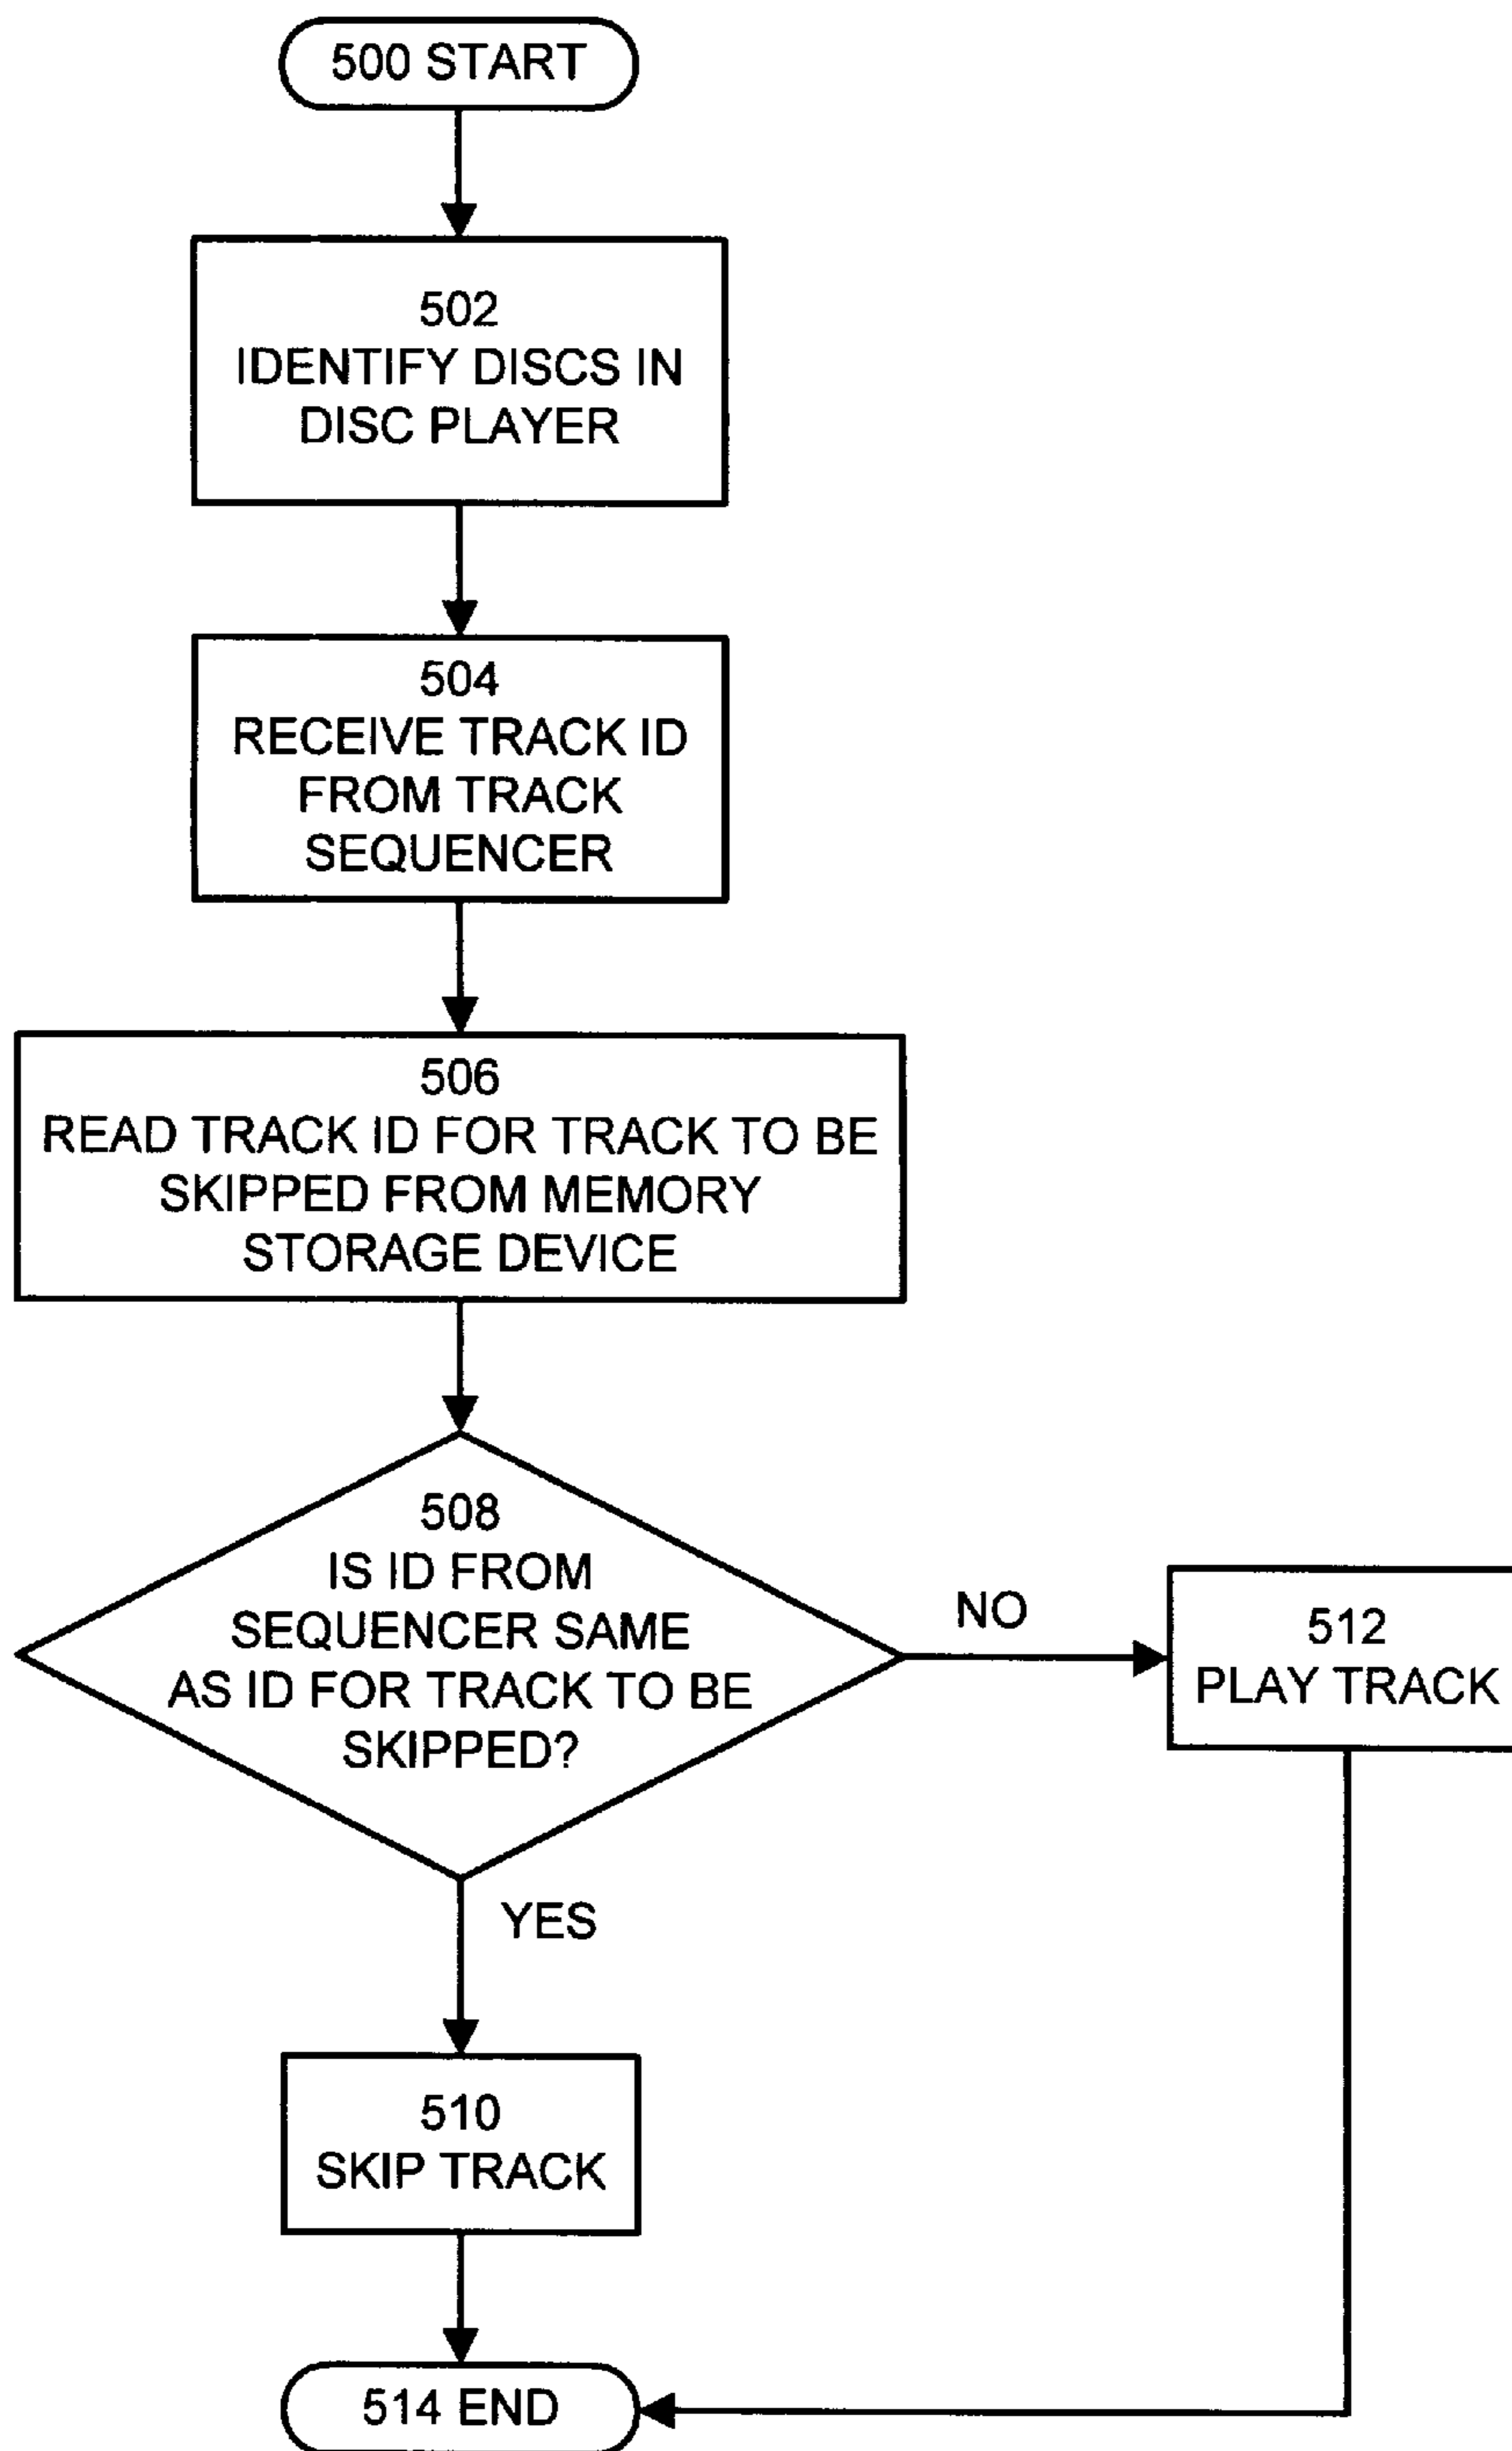 500 START
502
IDENTIFY DISCS IN
DISC PLAYER
504
RECEIVE TRACK ID
FROM TRACK
SEQUENCER
506
READ TRACK ID FOR TRACK TO BE
SKIPPED FROM MEMORY
STORAGE DEVICE
508
IS ID FROM
SEQUENCER SAME
AS ID FOR TRACK TO BE
SKIPPED?
NO
512
PLAY TRACK
YES
510
SKIP TRACK
514 END